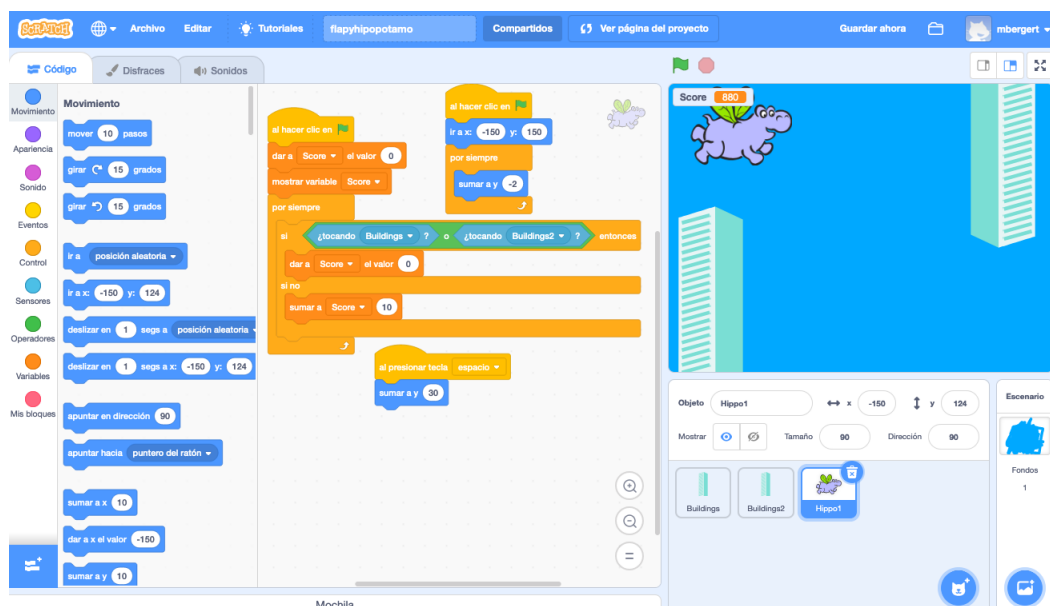 SCRATCH Archivo Editar Tutoriales flapyhipopotamo Compartidos Ver página del proyecto Guardar ahora mbergert
Código Disfraces Sonidos
Movimiento
Apariencia
Sonido
Eventos
Control
Sensores
Operadores
Variables
Mis bloques
Movimiento
mover 10 pasos
girar 15 grados
girar 15 grados
ir a posición aleatoria
ir a x: -150 y: 124
deslizar en 1 segs a posición aleatoria
deslizar en 1 segs a x: -150 y: 124
apuntar en dirección 90
apuntar hacia puntero del ratón
sumar a x 10
dar a x el valor -150
sumar a y 10
al hacer clic en
dar a Score el valor 0
mostrar variable Score
por siempre
si ¿tocando Buildings ? o ¿tocando Buildings2 ? entonces
dar a Score el valor 0
si no
sumar a Score 10
al hacer clic en
ir a x: -150 y: 150
por siempre
sumar a y -2
al presionar tecla espacio
sumar a y 30
Score 880
Objeto Hippo1 x -150 y 124
Mostrar Tamaño 90 Dirección 90
Buildings
Buildings2
Hippo1
Escenario
Fondos
1
Mochila